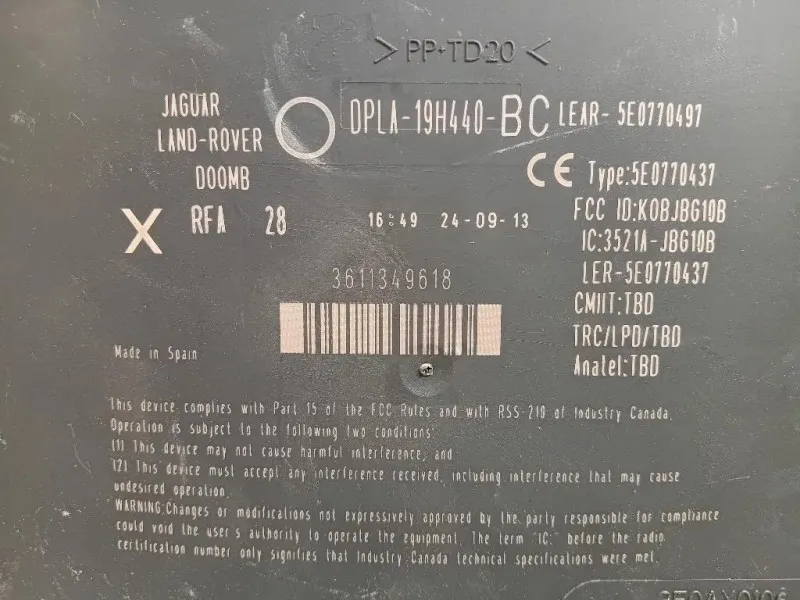 >PP+TD20<
JAGUAR
LAND-ROVER
D00MB
DPLA-19H440-BC
LEAR-5E0770497
CE
Type:5E0770437
X RFA 28
16:49 24-09-13
FCC ID:KOBJBG10B
IC:3521A-JBG10B
LER-5E0770437
CMIIT:TBD
TRC/LPD/TBD
Anatel:TBD
3611349618
Made in Spain
This device complies with Part 15 of the FCC Rules and with RSS-210 of Industry Canada.
Operation is subject to the following two conditions:
(1) This device may not cause harmful interference, and
(2) This device must accept any interference received, including interference that may cause
undesired operation.
WARNING:Changes or modifications not expressively approved by the party responsible for compliance
could void the user's authority to operate the equipment. The term "IC:" before the radio
certification number only signifies that Industry Canada technical specifications were met.